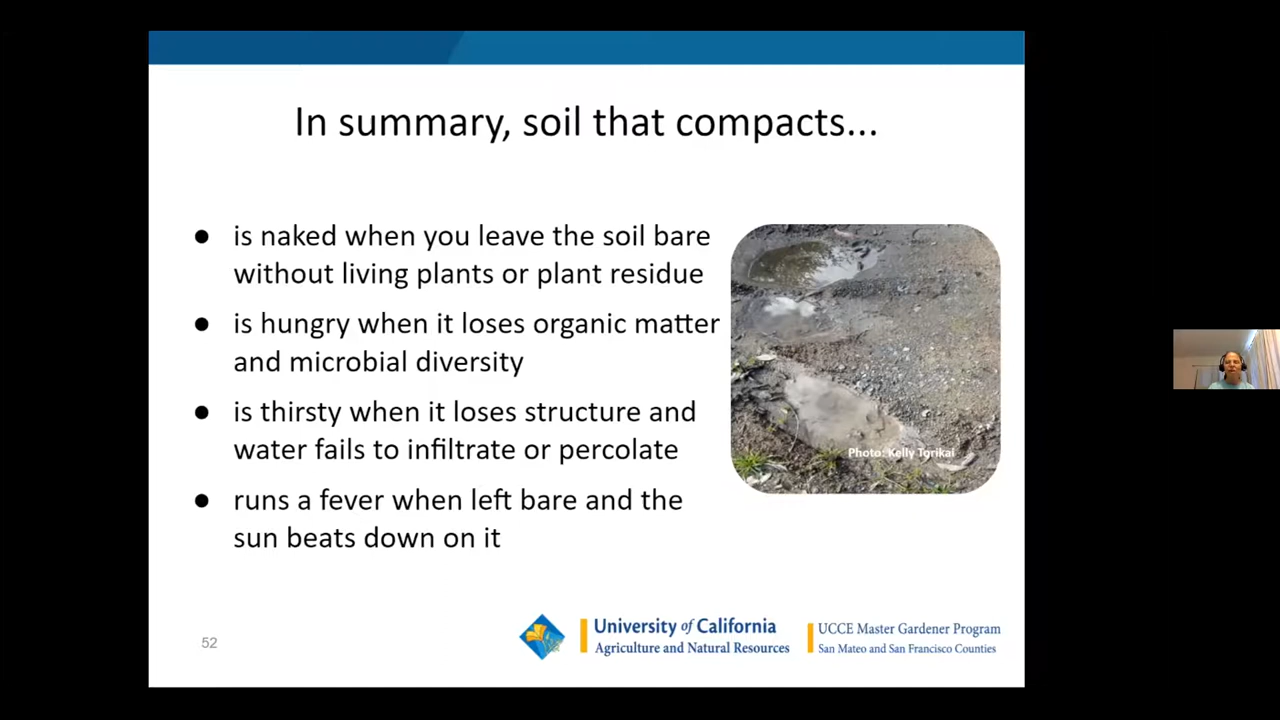 In summary, soil that compacts...
● is naked when you leave the soil bare
without living plants or plant residue
● is hungry when it loses organic matter
and microbial diversity
● is thirsty when it loses structure and
water fails to infiltrate or percolate
● runs a fever when left bare and the
sun beats down on it
Photo: Kelly Torikai
52
University of California
Agriculture and Natural Resources
UCCE Master Gardener Program
San Mateo and San Francisco Counties